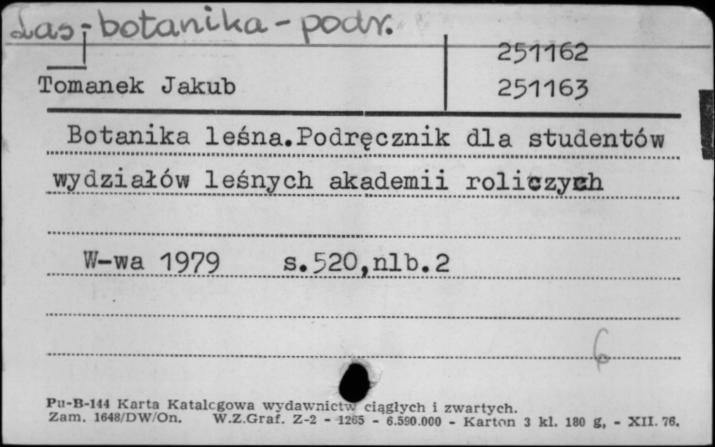 Las - botanika - podr.
251162
Tomanek Jakub
251163
Botanika leśna.Podręcznik dla studentów
wydziałów leśnych akademii roliczych
W-wa 1979 s.520,nlb.2
6
Pu-B-144 Karta Katalogowa wydawnictw ciągłych i zwartych.
Zam. 1648/DW/On. W.Z.Graf. Z-2 - 1265 - 6.590.000 - Karton 3 kl. 180 g, - XII. 76.